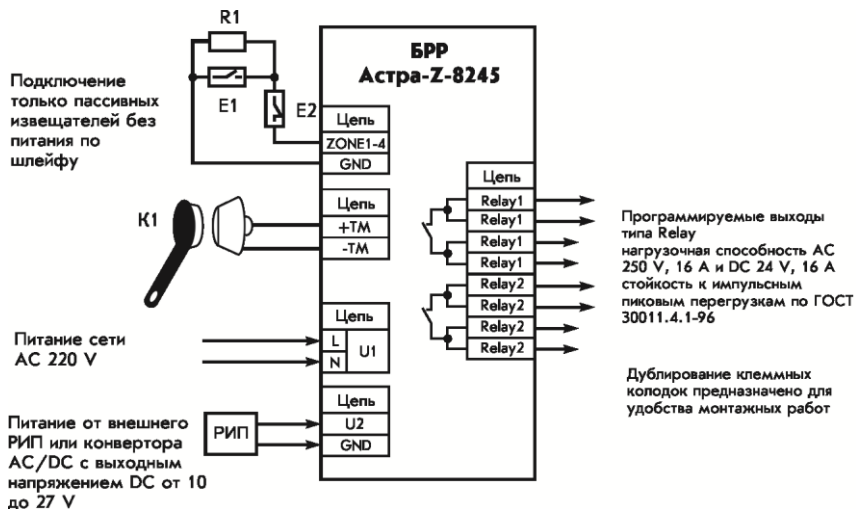 R1
БРР
Астра-Z-8245
Подключение
только пассивных
извещателей без
питания по
шлейфу
E1
E2
Цепь
ZONE1-4
GND
K1
Цепь
+TM
-TM
Цепь
Relay1
Relay1
Relay1
Relay1
Relay2
Relay2
Relay2
Relay2
Программируемые выходы
типа Relay
нагрузочная способность AC
250 V, 16 A и DC 24 V, 16 A
стойкость к импульсным
пиковым перегрузкам по ГОСТ
30011.4.1-96
Дублирование клеммных
колодок предназначено для
удобства монтажных работ
Питание сети
AC 220 V
Цепь
L
N
U1
Питание от внешнего
РИП или конвертора
AC/DC с выходным
напряжением DC от 10
до 27 V
РИП
Цепь
U2
GND